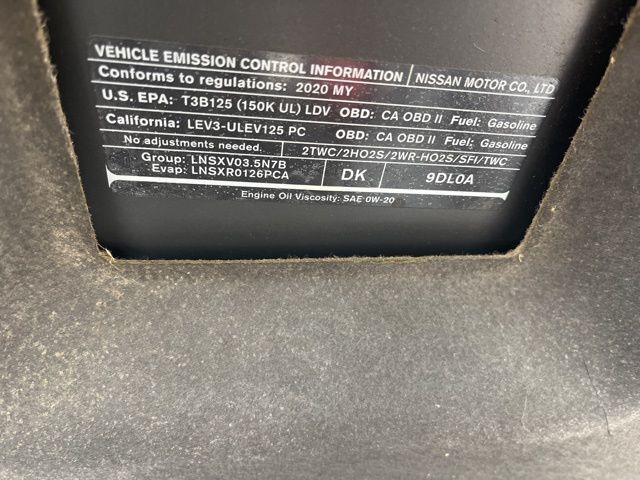 VEHICLE EMISSION CONTROL INFORMATION NISSAN MOTOR CO., LTD
Conforms to regulations: 2020 MY
U.S. EPA: T3B125 (150K UL) LDV OBD: CA OBD II Fuel: Gasoline
California: LEV3-ULEV125 PC OBD: CA OBD II Fuel: Gasoline
No adjustments needed. 2TWC/2HO2S/2WR-HO2S/SFI/TWC
Group: LNSXV03.5N7B
Evap: LNSXR0126PCA DK 9DL0A
Engine Oil Viscosity: SAE 0W-20